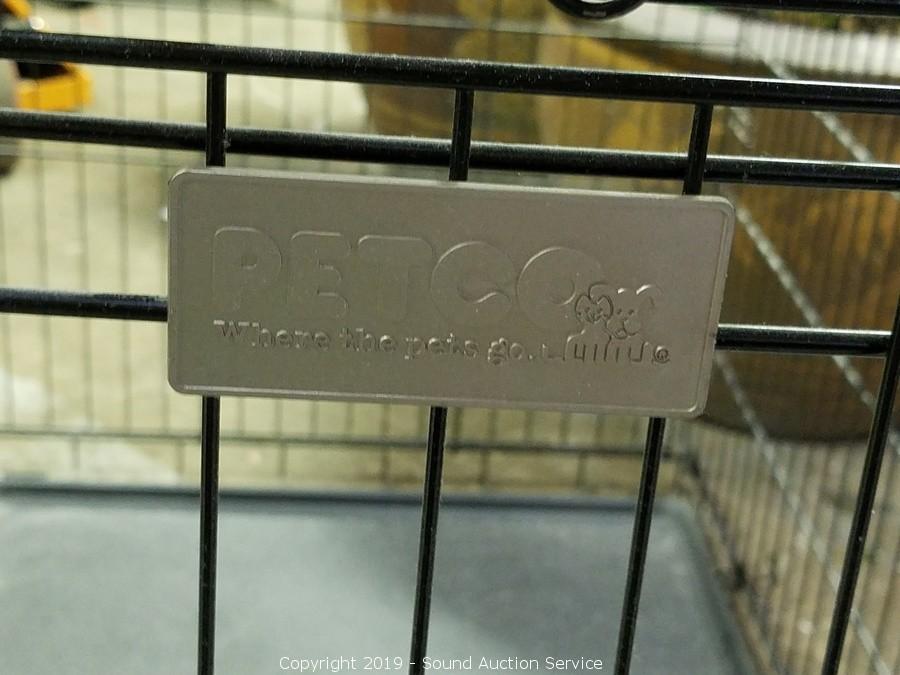 PETCO
Where the pets go.
Copyright 2019 - Sound Auction Service